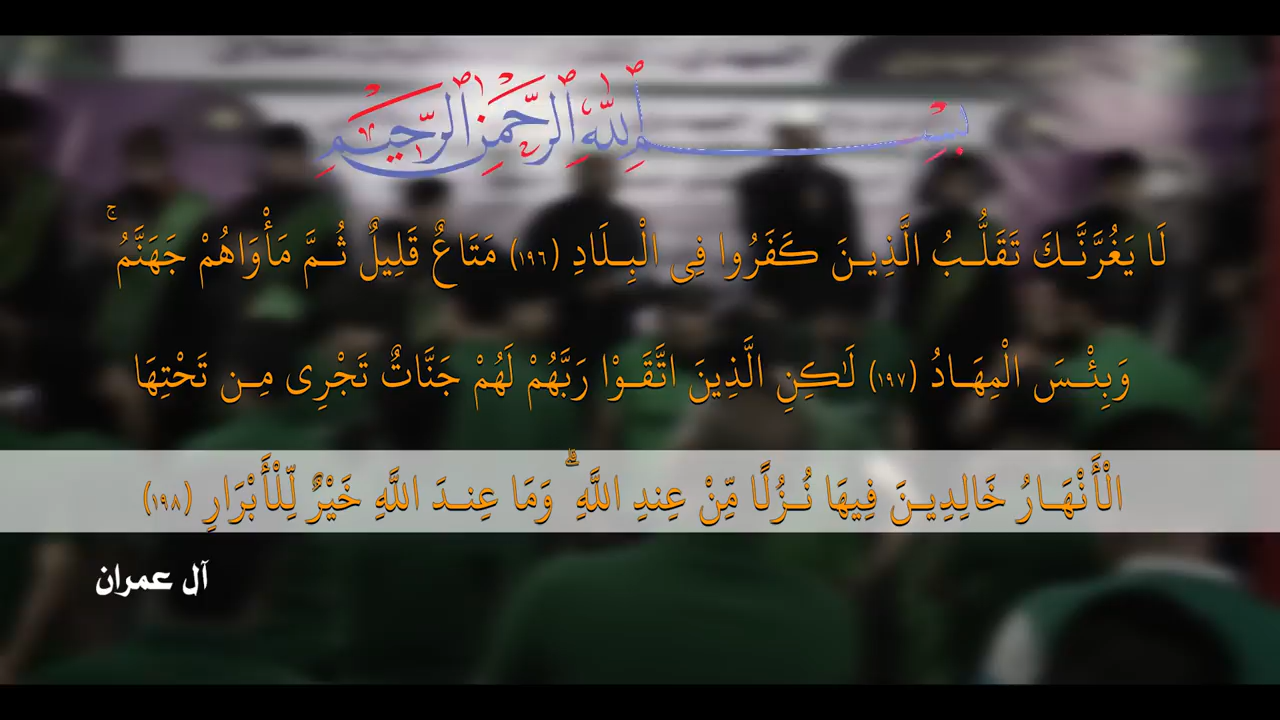 بِسْمِ اللَّهِ الرَّحْمَٰنِ الرَّحِيمِ
لَا يَغُرَّنَّكَ تَقَلُّبُ الَّذِينَ كَفَرُوا فِى الْبِلَادِ (١٩٦) مَتَاعٌ قَلِيلٌ ثُمَّ مَأْوَاهُمْ جَهَنَّمُ ۚ
وَبِئْسَ الْمِهَادُ (١٩٧) لَٰكِنِ الَّذِينَ اتَّقَوْا رَبَّهُمْ لَهُمْ جَنَّاتٌ تَجْرِى مِن تَحْتِهَا
الْأَنْهَارُ خَالِدِينَ فِيهَا نُزُلًا مِّنْ عِندِ اللَّهِ ۗ وَمَا عِندَ اللَّهِ خَيْرٌ لِّلْأَبْرَارِ (١٩٨)
آل عمران